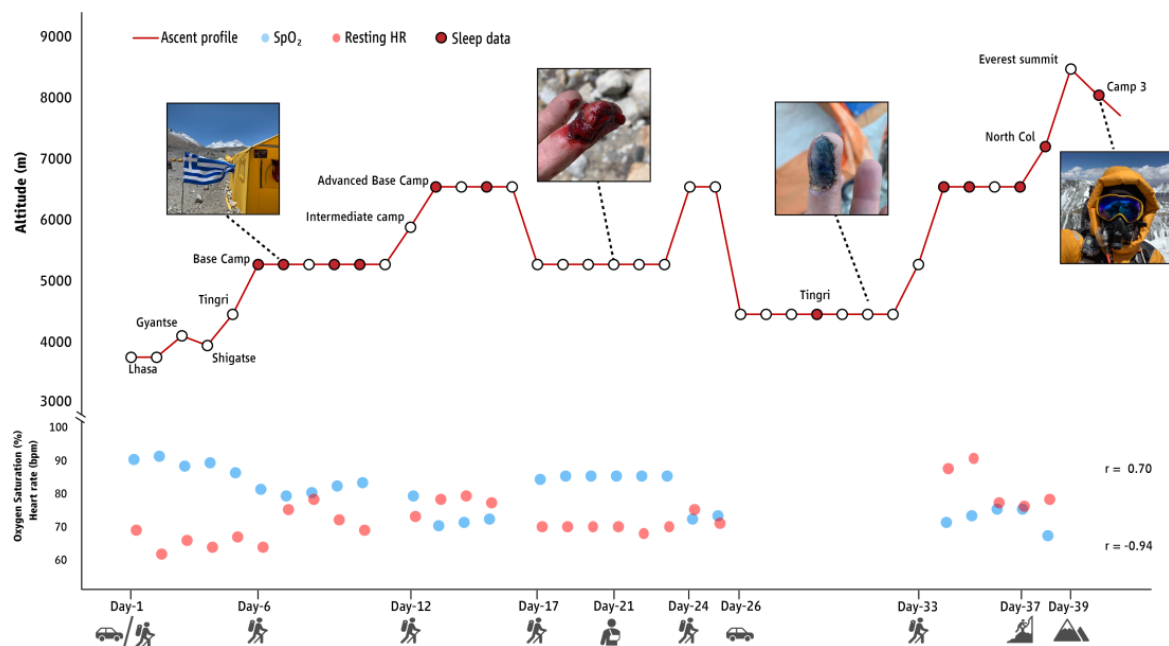 9000
8000
7000
6000
5000
4000
3000
Altitude (m)
Ascent profile
SpO₂
Resting HR
Sleep data
Everest summit
Camp 3
North Col
Advanced Base Camp
Intermediate camp
Base Camp
Tingri
Tingri
Gyantse
Shigatse
Lhasa
100
90
80
70
60
Oxygen Saturation (%)
Heart rate (bpm)
r = 0.70
r = -0.94
Day-1
Day-6
Day-12
Day-17
Day-21
Day-24
Day-26
Day-33
Day-37
Day-39